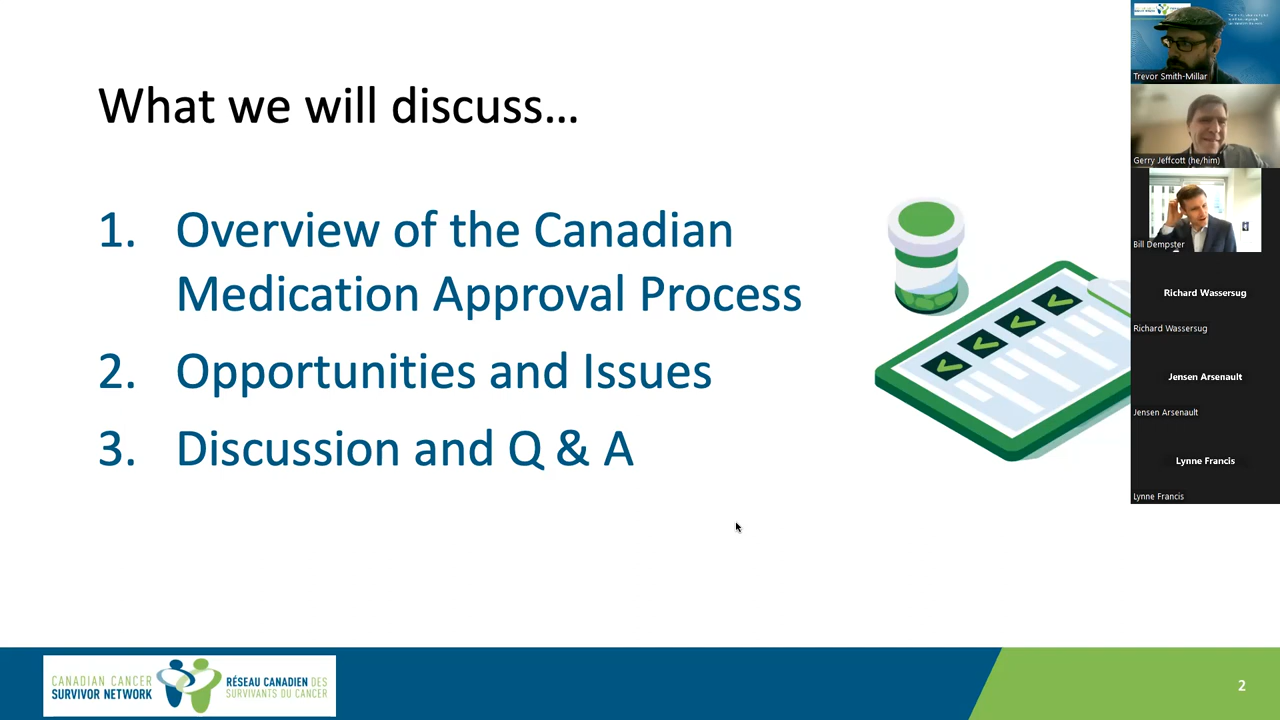 What we will discuss...
1. Overview of the Canadian
Medication Approval Process
2. Opportunities and Issues
3. Discussion and Q & A
Trevor Smith-Millar
Gerry Jeffcott (he/him)
Bill Dempster
Richard Wassersug
Richard Wassersug
Jensen Arsenault
Jensen Arsenault
Lynne Francis
Lynne Francis
CANADIAN CANCER
SURVIVOR NETWORK
RÉSEAU CANADIEN DES
SURVIVANTS DU CANCER
2